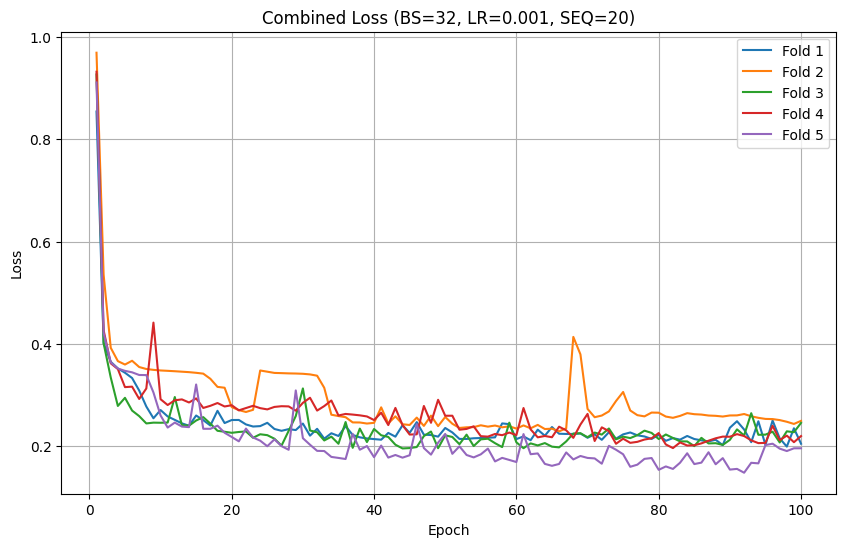 Combined Loss (BS=32, LR=0.001, SEQ=20)
Fold 1
Fold 2
Fold 3
Fold 4
Fold 5
Loss
1.0
0.8
0.6
0.4
0.2
0 20 40 60 80 100
Epoch